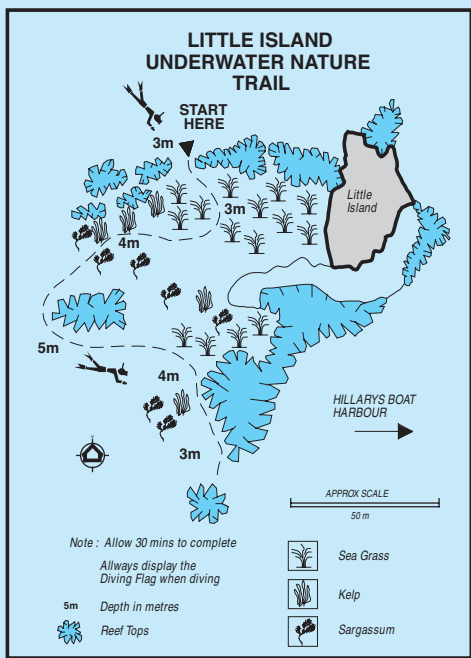 LITTLE ISLAND
UNDERWATER NATURE
TRAIL
START
HERE
3m
3m
Little
Island
4m
5m
4m
3m
HILLARYS BOAT
HARBOUR
APPROX SCALE
50 m
Note : Allow 30 mins to complete
Allways display the
Diving Flag when diving
5m Depth in metres
Reef Tops
Sea Grass
Kelp
Sargassum